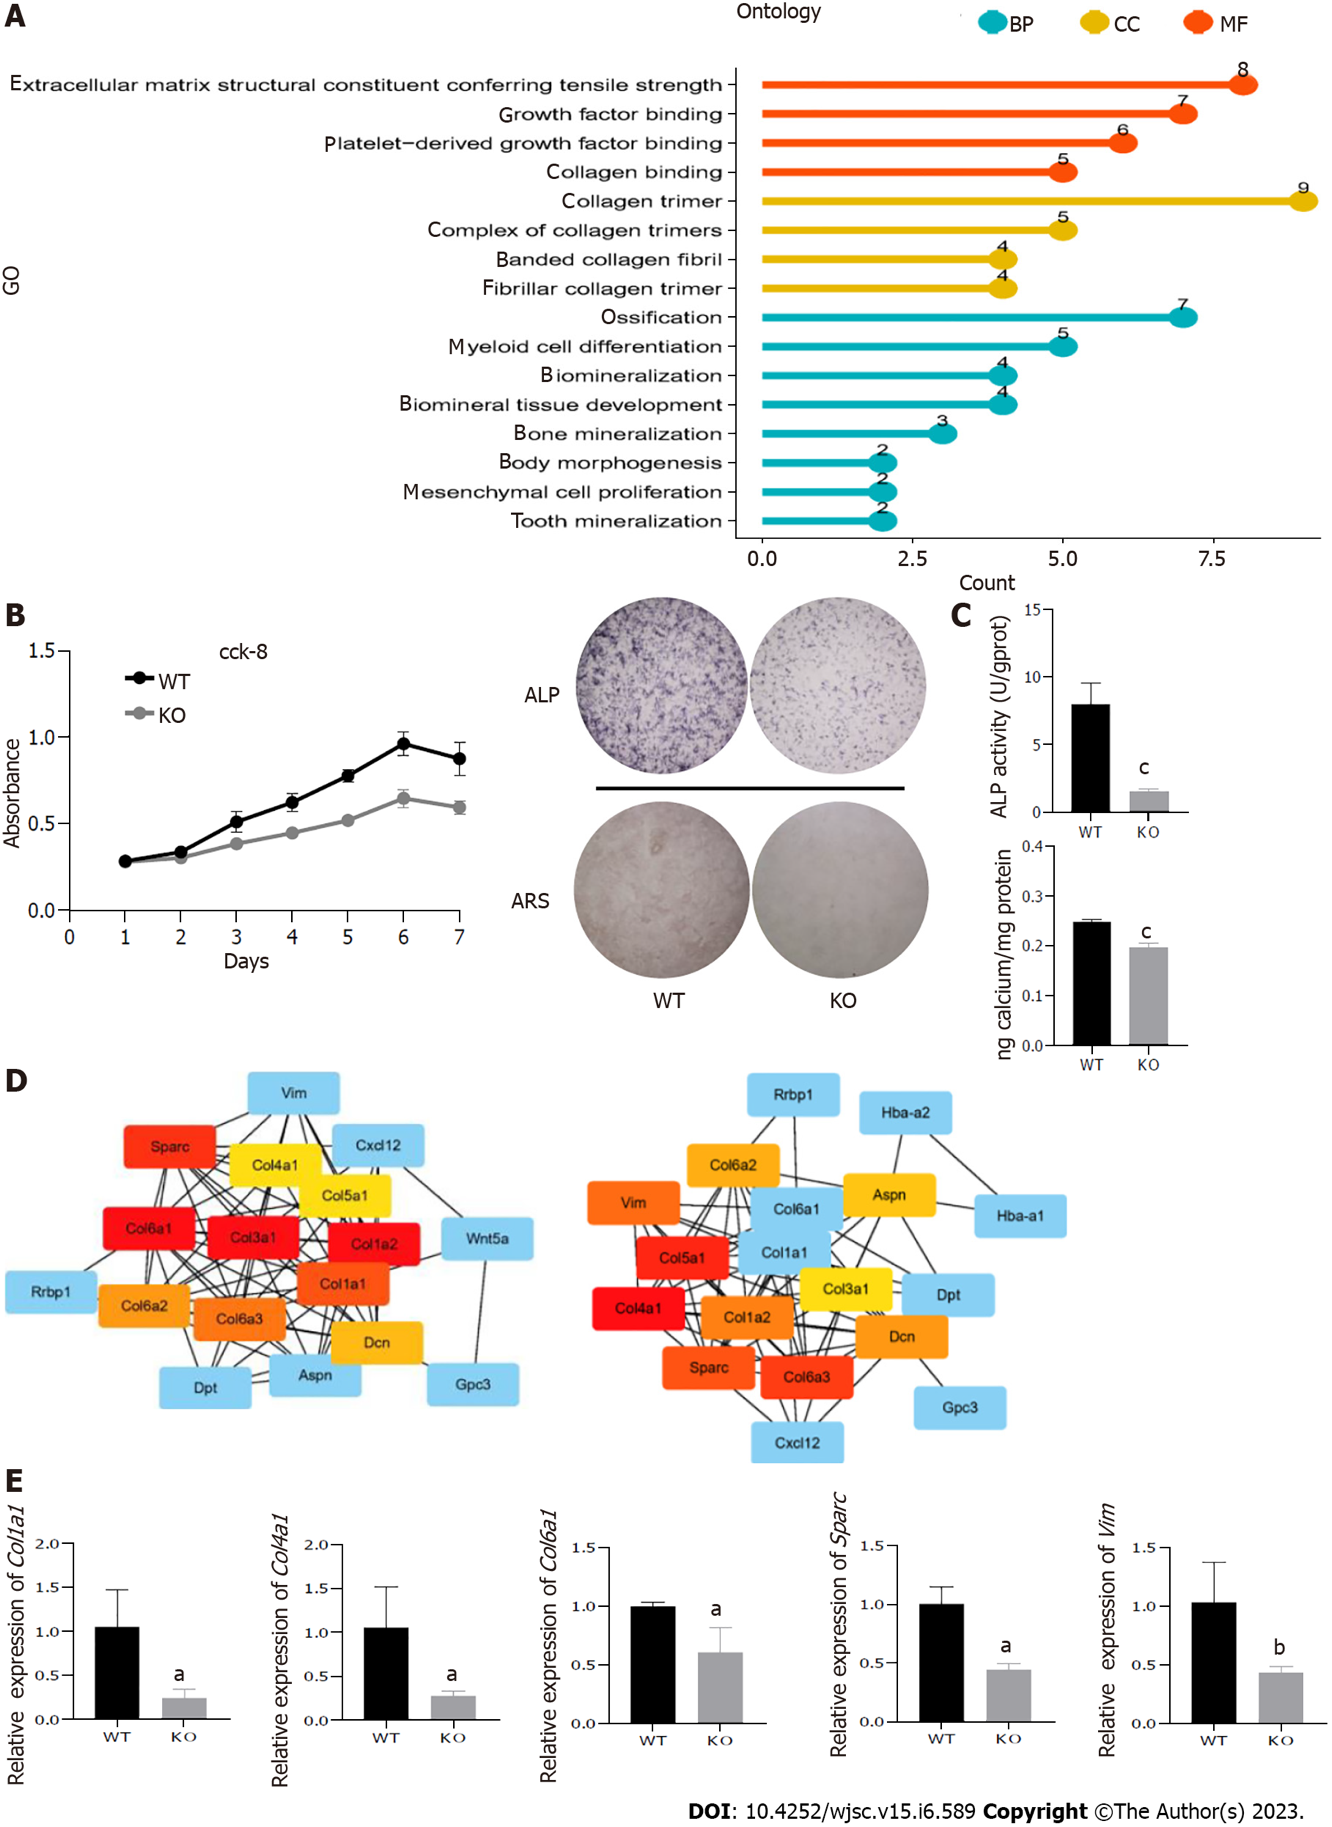 A
Ontology
BP
CC
MF
Extracellular matrix structural constituent conferring tensile strength
8
Growth factor binding
7
Platelet−derived growth factor binding
6
Collagen binding
5
Collagen trimer
9
Complex of collagen trimers
5
Banded collagen fibril
4
Fibrillar collagen trimer
4
Ossification
7
Myeloid cell differentiation
5
Biomineralization
4
Biomineral tissue development
4
Bone mineralization
3
Body morphogenesis
2
Mesenchymal cell proliferation
2
Tooth mineralization
2
GO
0.0 2.5 5.0 7.5
Count
B
cck-8
WT
KO
Absorbance
1.5
1.0
0.5
0.0
0 1 2 3 4 5 6 7
Days
ALP
ARS
WT KO
C
ALP activity (U/gprot)
15
10
5
0
c
WT KO
ng calcium/mg protein
0.4
0.3
0.2
0.1
0.0
c
WT KO
D
Vim
Sparc
Cxcl12
Col4a1
Col5a1
Col6a1
Col3a1
Col1a2
Wnt5a
Rrbp1
Col6a2
Col6a3
Col1a1
Dcn
Dpt
Aspn
Gpc3
Rrbp1
Hba-a2
Col6a2
Aspn
Vim
Col6a1
Hba-a1
Col5a1
Col1a1
Col3a1
Dpt
Col4a1
Col1a2
Dcn
Sparc
Col6a3
Gpc3
Cxcl12
E
Relative expression of Col1a1
2.0
1.5
1.0
0.5
0.0
a
WT KO
Relative expression of Col4a1
2.0
1.5
1.0
0.5
0.0
a
WT KO
Relative expression of Col6a1
1.5
1.0
0.5
0.0
a
WT KO
Relative expression of Sparc
1.5
1.0
0.5
0.0
a
WT KO
Relative expression of Vim
1.5
1.0
0.5
0.0
b
WT KO
DOI: 10.4252/wjsc.v15.i6.589 Copyright ©The Author(s) 2023.